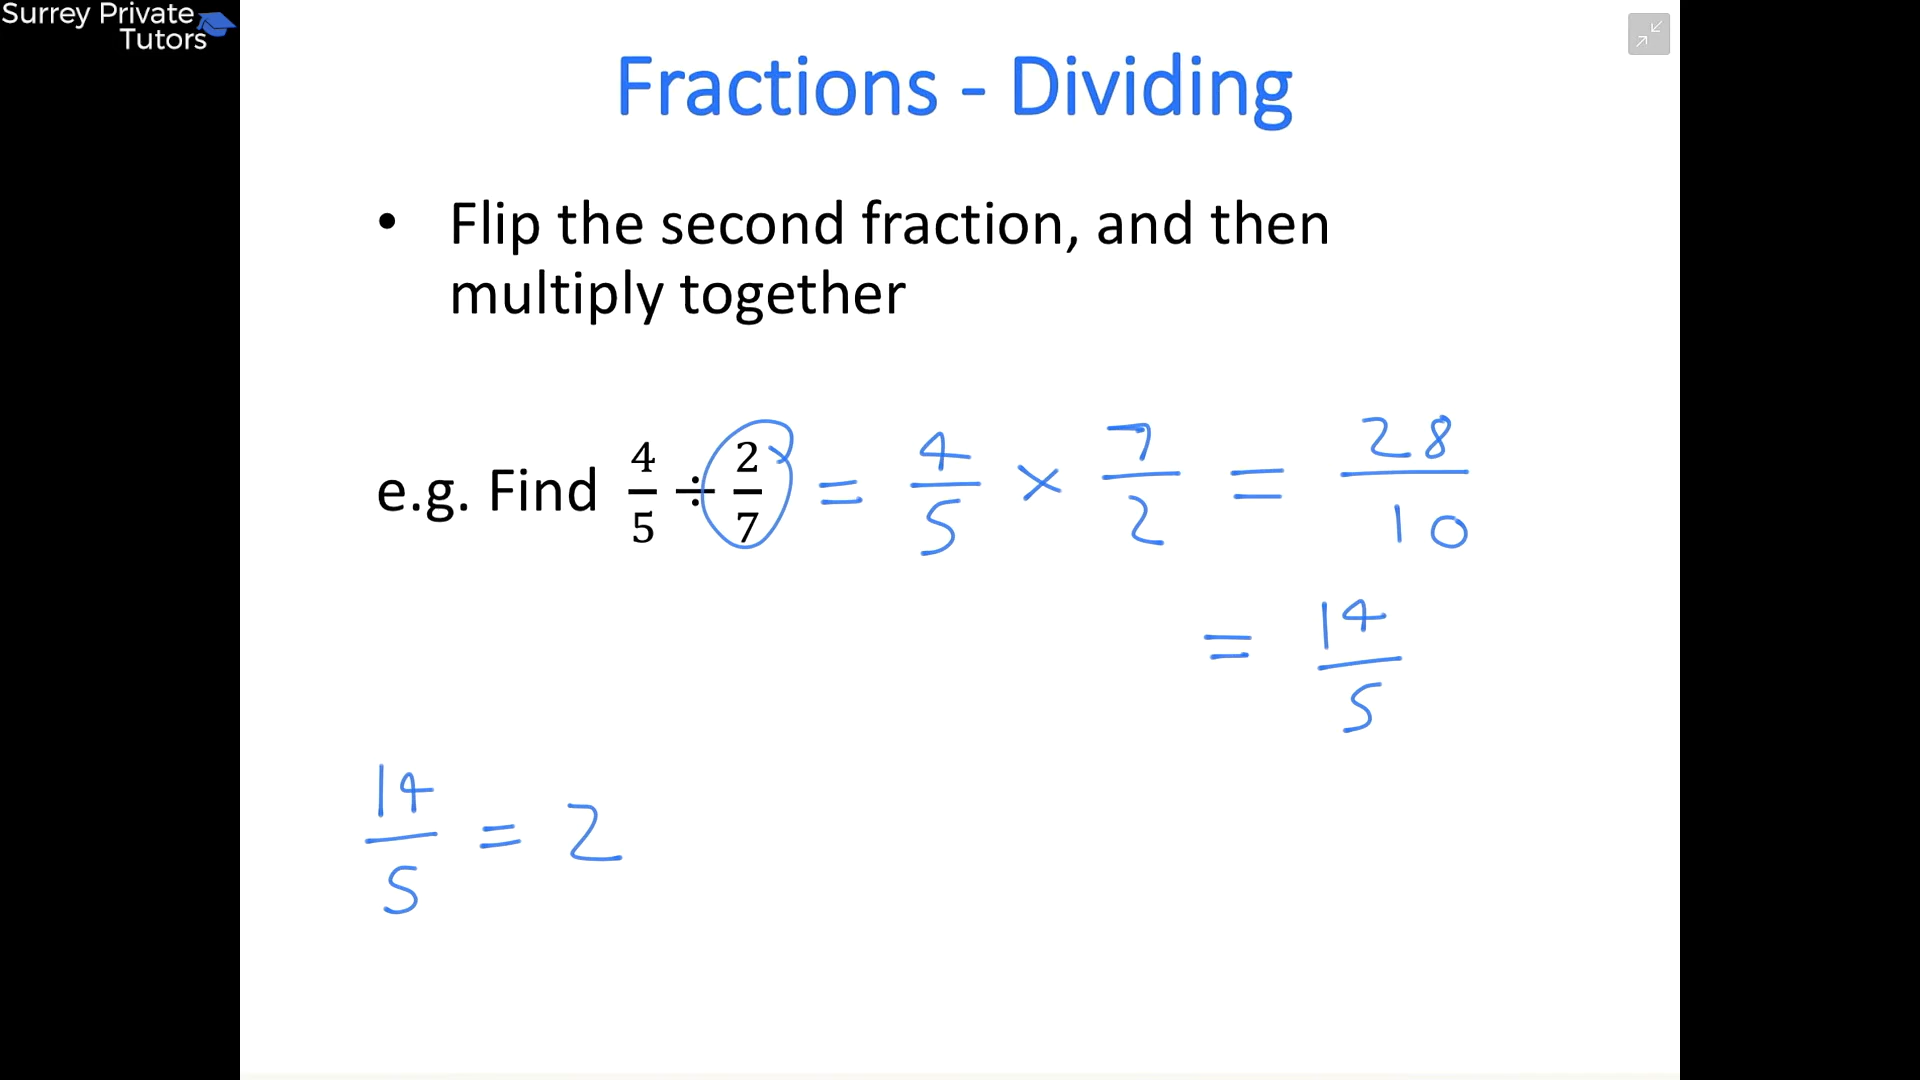 Surrey Private
Tutors
Fractions - Dividing
• Flip the second fraction, and then
multiply together
e.g. Find 4/5 ÷ 2/7 = 4/5 × 7/2 = 28/10
= 14/5
14/5 = 2